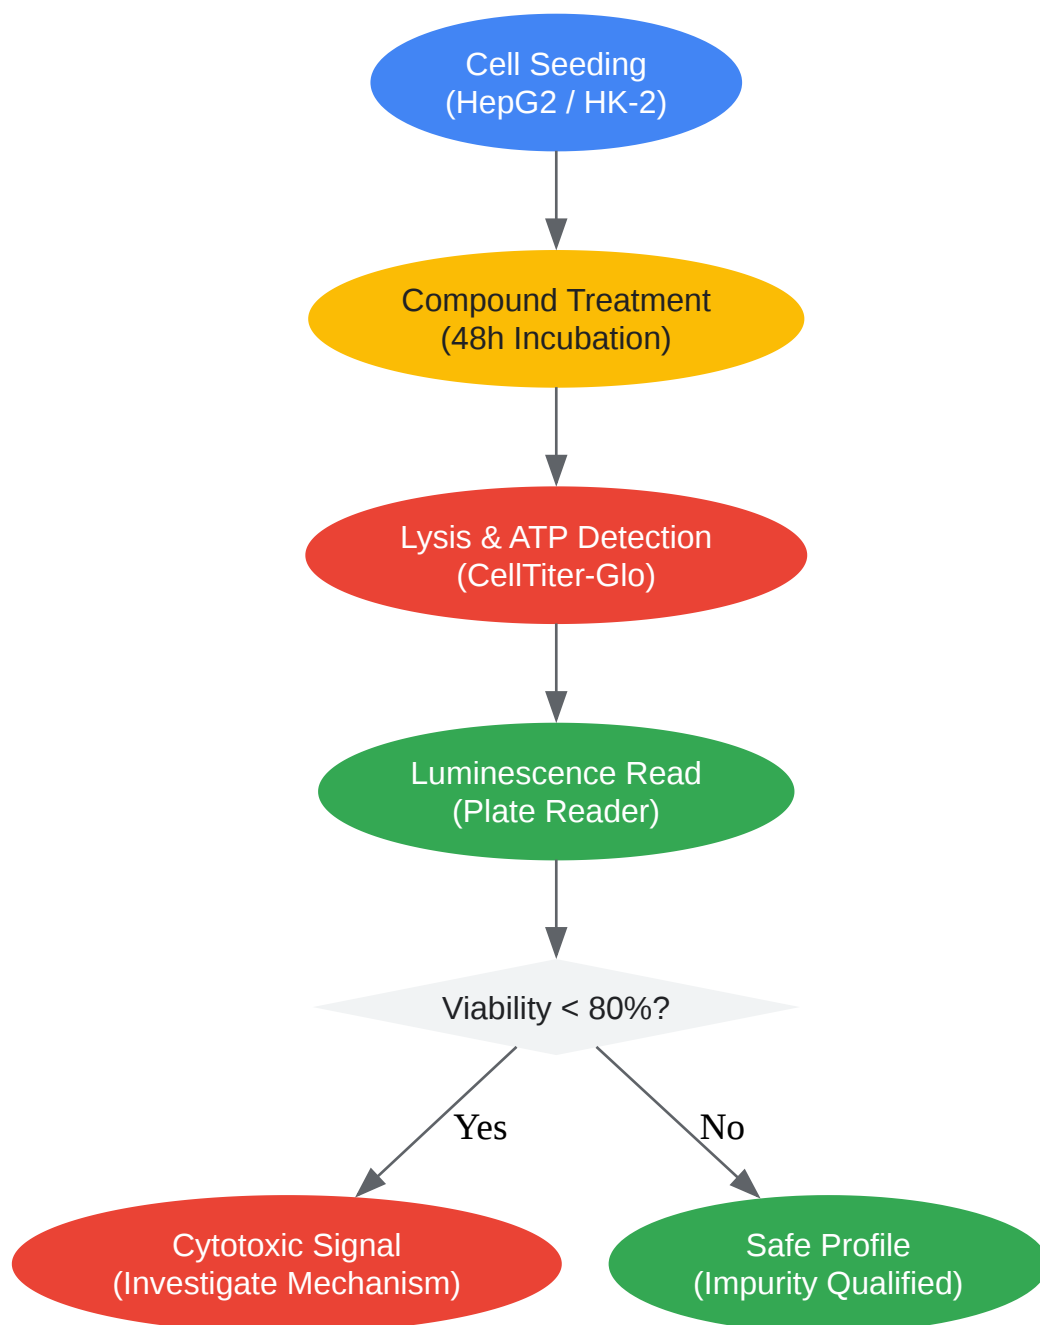 Cell Seeding
(HepG2 / HK-2)
Compound Treatment
(48h Incubation)
Lysis & ATP Detection
(CellTiter-Glo)
Luminescence Read
(Plate Reader)
Viability < 80%?
Yes
No
Cytotoxic Signal
(Investigate Mechanism)
Safe Profile
(Impurity Qualified)